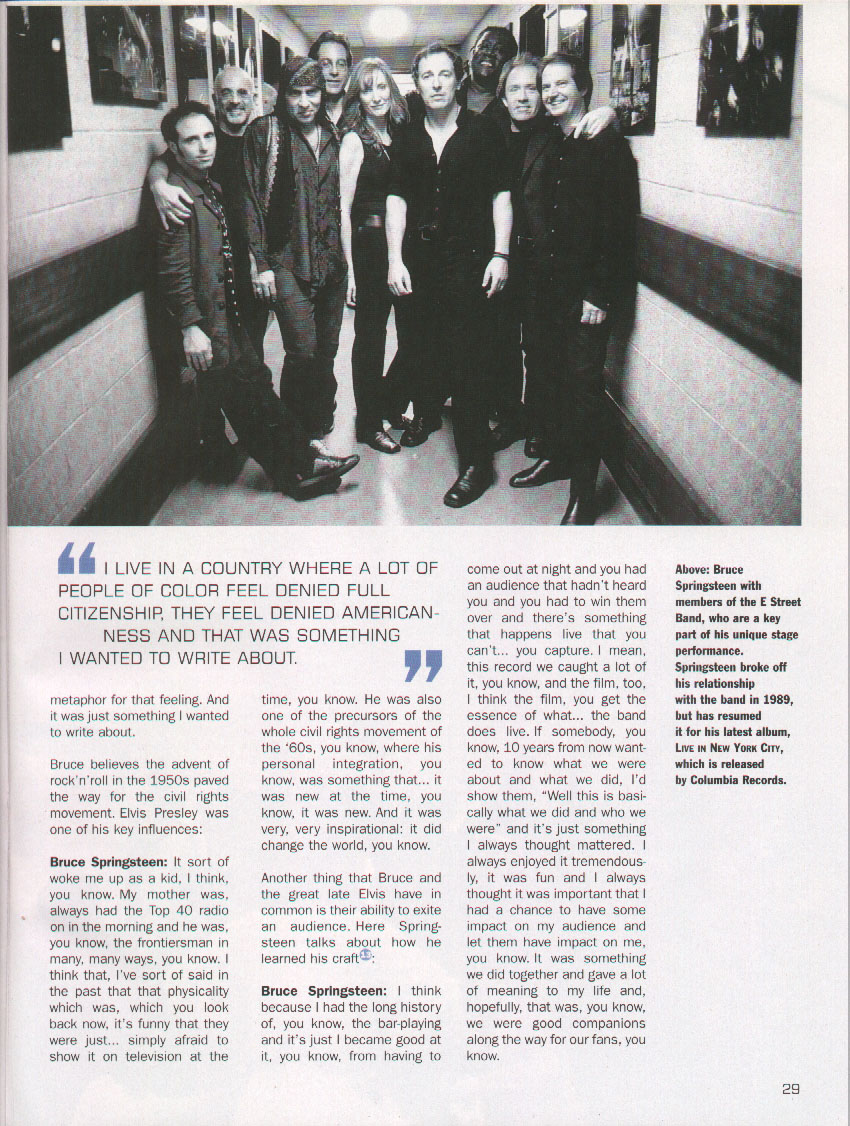 “ I LIVE IN A COUNTRY WHERE A LOT OF
PEOPLE OF COLOR FEEL DENIED FULL
CITIZENSHIP, THEY FEEL DENIED AMERICAN-
NESS AND THAT WAS SOMETHING
I WANTED TO WRITE ABOUT. ”
metaphor for that feeling. And
it was just something I wanted
to write about.
Bruce believes the advent of
rock’n’roll in the 1950s paved
the way for the civil rights
movement. Elvis Presley was
one of his key influences:
Bruce Springsteen: It sort of
woke me up as a kid, I think,
you know. My mother was,
always had the Top 40 radio
on in the morning and he was,
you know, the frontiersman in
many, many ways, you know. I
think that, I’ve sort of said in
the past that that physicality
which was, which you look
back now, it’s funny that they
were just... simply afraid to
show it on television at the
time, you know. He was also
one of the precursors of the
whole civil rights movement of
the ‘60s, you know, where his
personal integration, you
know, was something that... it
was new at the time, you
know, it was new. And it was
very, very inspirational: it did
change the world, you know.
Another thing that Bruce and
the great late Elvis have in
common is their ability to exite
an audience. Here Spring-
steen talks about how he
learned his craft:
Bruce Springsteen: I think
because I had the long history
of, you know, the bar-playing
and it’s just I became good at
it, you know, from having to
come out at night and you had
an audience that hadn’t heard
you and you had to win them
over and there’s something
that happens live that you
can’t... you capture. I mean,
this record we caught a lot of
it, you know, and the film, too,
I think the film, you get the
essence of what... the band
does live. If somebody, you
know, 10 years from now want-
ed to know what we were
about and what we did, I’d
show them, “Well this is basi-
cally what we did and who we
were” and it’s just something
I always thought mattered. I
always enjoyed it tremendous-
ly, it was fun and I always
thought it was important that I
had a chance to have some
impact on my audience and
let them have impact on me,
you know. It was something
we did together and gave a lot
of meaning to my life and,
hopefully, that was, you know,
we were good companions
along the way for our fans, you
know.
Above: Bruce
Springsteen with
members of the E Street
Band, who are a key
part of his unique stage
performance.
Springsteen broke off
his relationship
with the band in 1989,
but has resumed
it for his latest album,
LIVE IN NEW YORK CITY,
which is released
by Columbia Records.
29